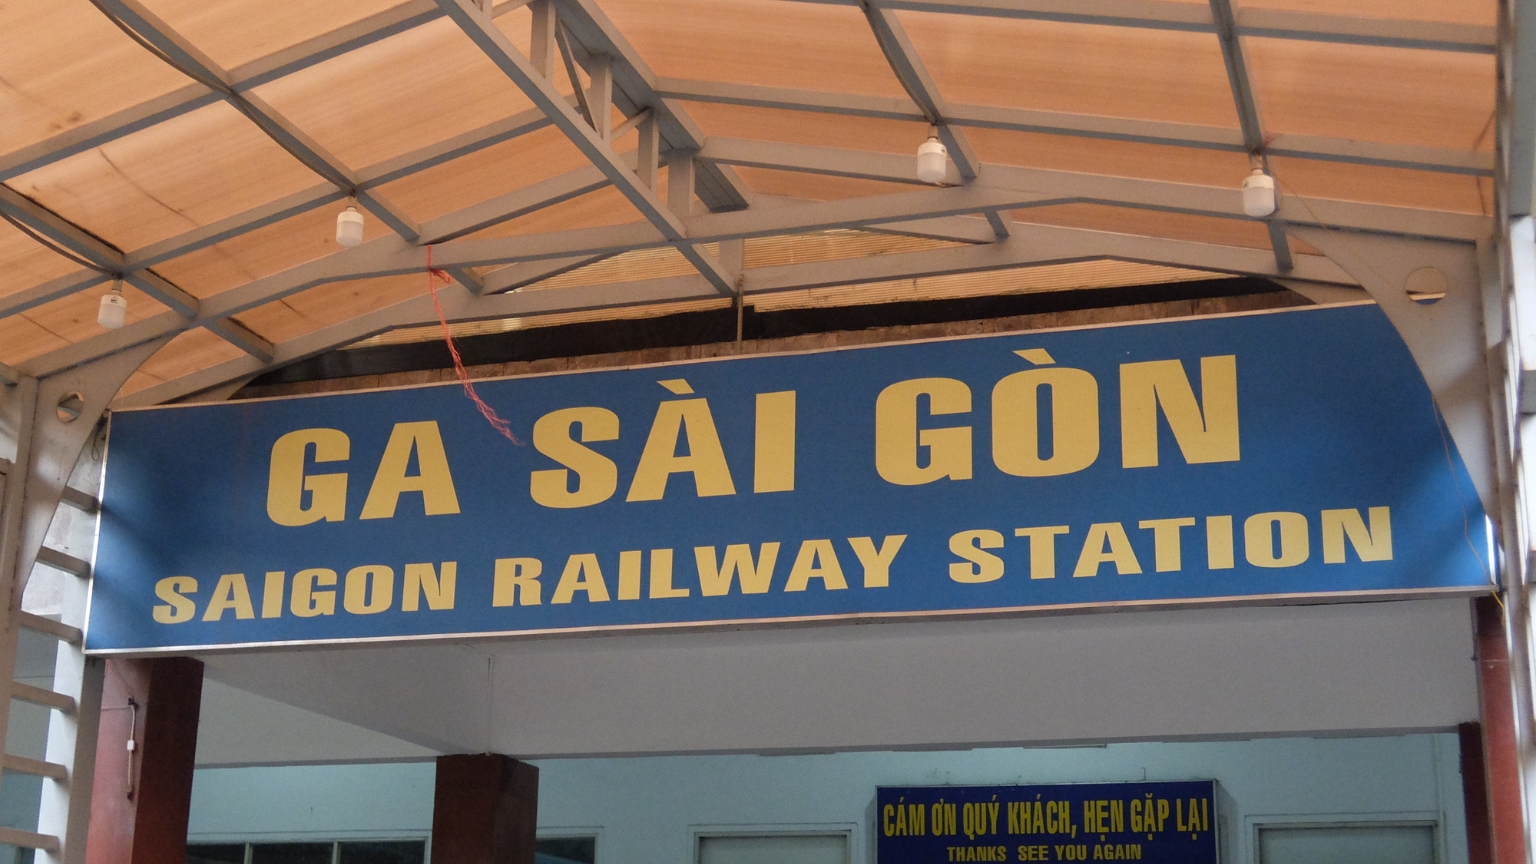 GA SÀI GÒN
SAIGON RAILWAY STATION
CÁM ƠN QUÝ KHÁCH, HẸN GẶP LẠI
THANKS SEE YOU AGAIN